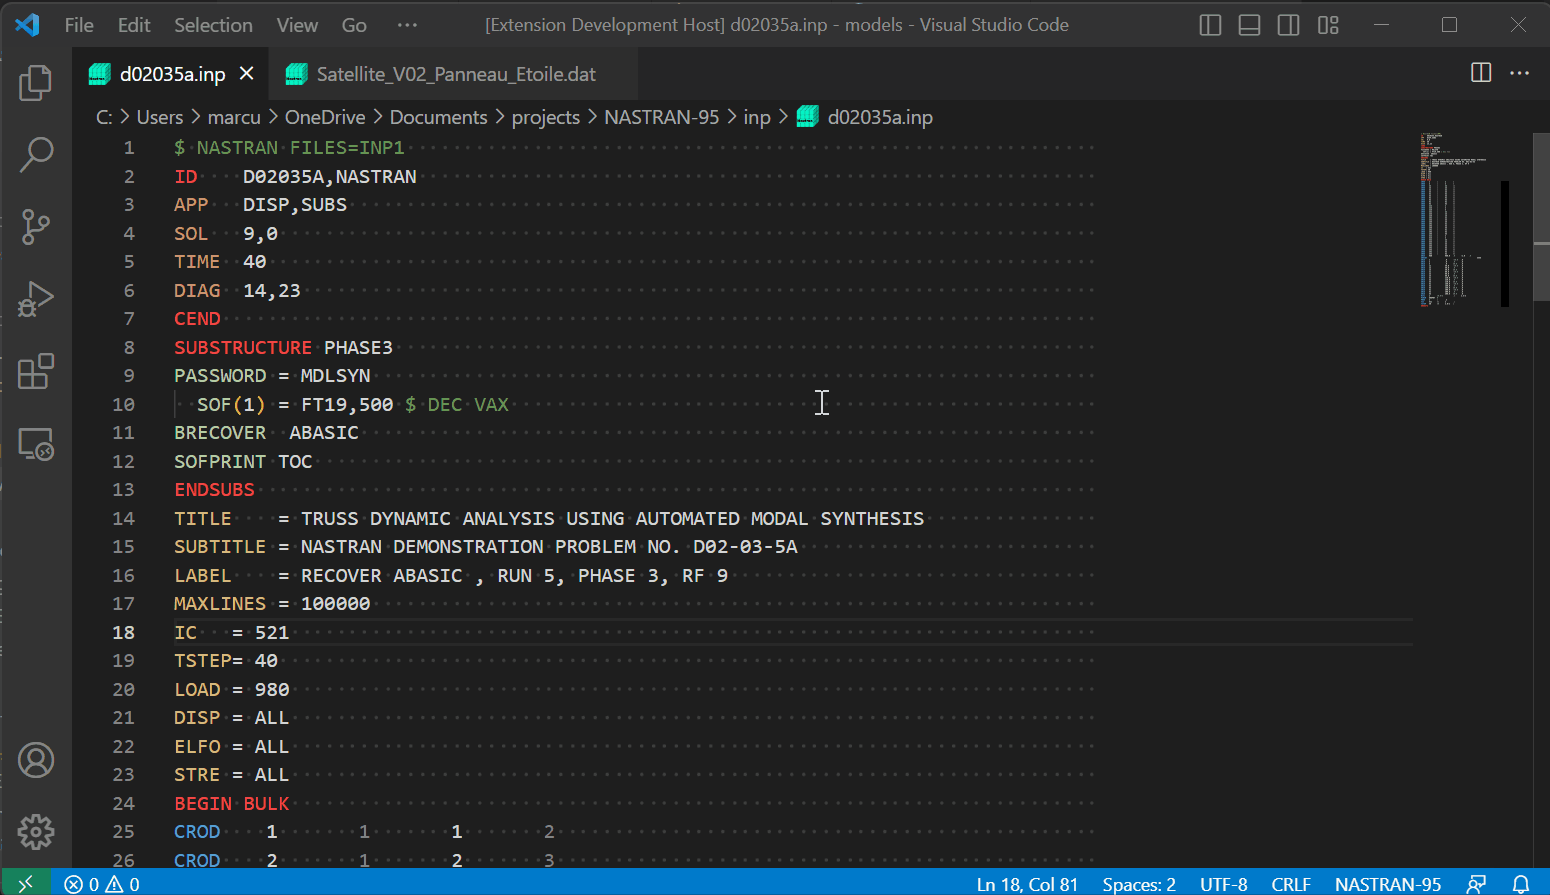 File Edit Selection View Go ··· [Extension Development Host] d02035a.inp - models - Visual Studio Code
d02035a.inp Satellite_V02_Panneau_Etoile.dat
C: > Users > marcu > OneDrive > Documents > projects > NASTRAN-95 > inp > d02035a.inp
1 $ NASTRAN FILES=INP1
2 ID D02035A,NASTRAN
3 APP DISP,SUBS
4 SOL 9,0
5 TIME 40
6 DIAG 14,23
7 CEND
8 SUBSTRUCTURE PHASE3
9 PASSWORD = MDLSYN
10 SOF(1) = FT19,500 $ DEC VAX
11 BRECOVER ABASIC
12 SOFPRINT TOC
13 ENDSUBS
14 TITLE = TRUSS DYNAMIC ANALYSIS USING AUTOMATED MODAL SYNTHESIS
15 SUBTITLE = NASTRAN DEMONSTRATION PROBLEM NO. D02-03-5A
16 LABEL = RECOVER ABASIC , RUN 5, PHASE 3, RF 9
17 MAXLINES = 100000
18 IC = 521
19 TSTEP= 40
20 LOAD = 980
21 DISP = ALL
22 ELFO = ALL
23 STRE = ALL
24 BEGIN BULK
25 CROD 1 1 1 2
26 CROD 2 1 2 3
0 0 Ln 18, Col 81 Spaces: 2 UTF-8 CRLF NASTRAN-95